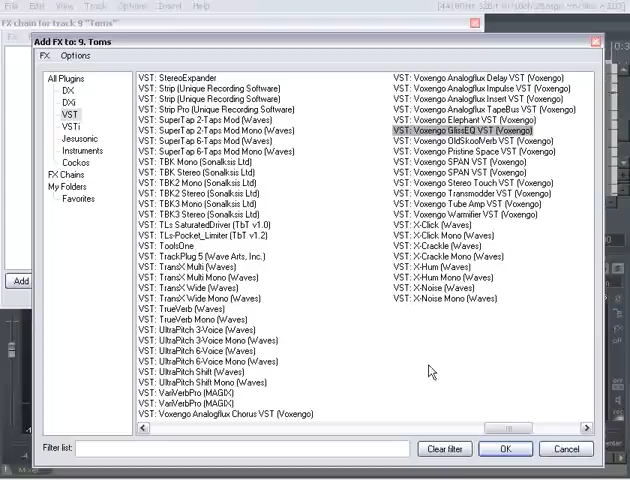 File Edit View Track Options Insert Help
FX chain for track 9 "Toms"
FX
Add FX to: 9. Toms
FX Options
All Plugins
DX
DXi
VST
VSTi
Jesusonic
Instruments
Cockos
FX Chains
My Folders
Favorites
VST: StereoExpander
VST: Strip (Unique Recording Software)
VST: Strip (Unique Recording Software)
VST: Strip Pro (Unique Recording Software)
VST: SuperTap 2-Taps Mod (Waves)
VST: SuperTap 2-Taps Mod Mono (Waves)
VST: SuperTap 6-Taps Mod (Waves)
VST: SuperTap 6-Taps Mod Mono (Waves)
VST: TBK Mono (Sonalksis Ltd)
VST: TBK Stereo (Sonalksis Ltd)
VST: TBK2 Mono (Sonalksis Ltd)
VST: TBK2 Stereo (Sonalksis Ltd)
VST: TBK3 Mono (Sonalksis Ltd)
VST: TBK3 Stereo (Sonalksis Ltd)
VST: TLs SaturatedDriver (TbT v1.0)
VST: TLs-Pocket_Limiter (TbT v1.2)
VST: ToolsOne
VST: TrackPlug 5 (Wave Arts, Inc.)
VST: TransX Multi (Waves)
VST: TransX Multi Mono (Waves)
VST: TransX Wide (Waves)
VST: TransX Wide Mono (Waves)
VST: TrueVerb (Waves)
VST: TrueVerb Mono (Waves)
VST: UltraPitch 3-Voice (Waves)
VST: UltraPitch 3-Voice Mono (Waves)
VST: UltraPitch 6-Voice (Waves)
VST: UltraPitch 6-Voice Mono (Waves)
VST: UltraPitch Shift (Waves)
VST: UltraPitch Shift Mono (Waves)
VST: VariVerbPro (MAGIX)
VST: VariVerbPro (MAGIX)
VST: Voxengo Analogflux Chorus VST (Voxengo)
VST: Voxengo Analogflux Delay VST (Voxengo)
VST: Voxengo Analogflux Impulse VST (Voxengo)
VST: Voxengo Analogflux Insert VST (Voxengo)
VST: Voxengo Analogflux TapeBus VST (Voxengo)
VST: Voxengo Elephant VST (Voxengo)
VST: Voxengo GlissEQ VST (Voxengo)
VST: Voxengo OldSkoolVerb VST (Voxengo)
VST: Voxengo Pristine Space VST (Voxengo)
VST: Voxengo SPAN VST (Voxengo)
VST: Voxengo SPAN VST (Voxengo)
VST: Voxengo Stereo Touch VST (Voxengo)
VST: Voxengo Transmodder VST (Voxengo)
VST: Voxengo Tube Amp VST (Voxengo)
VST: Voxengo Warmifier VST (Voxengo)
VST: X-Click (Waves)
VST: X-Click Mono (Waves)
VST: X-Crackle (Waves)
VST: X-Crackle Mono (Waves)
VST: X-Hum (Waves)
VST: X-Hum Mono (Waves)
VST: X-Noise (Waves)
VST: X-Noise Mono (Waves)
Add
Filter list:
Clear filter
OK
Cancel
Mixer